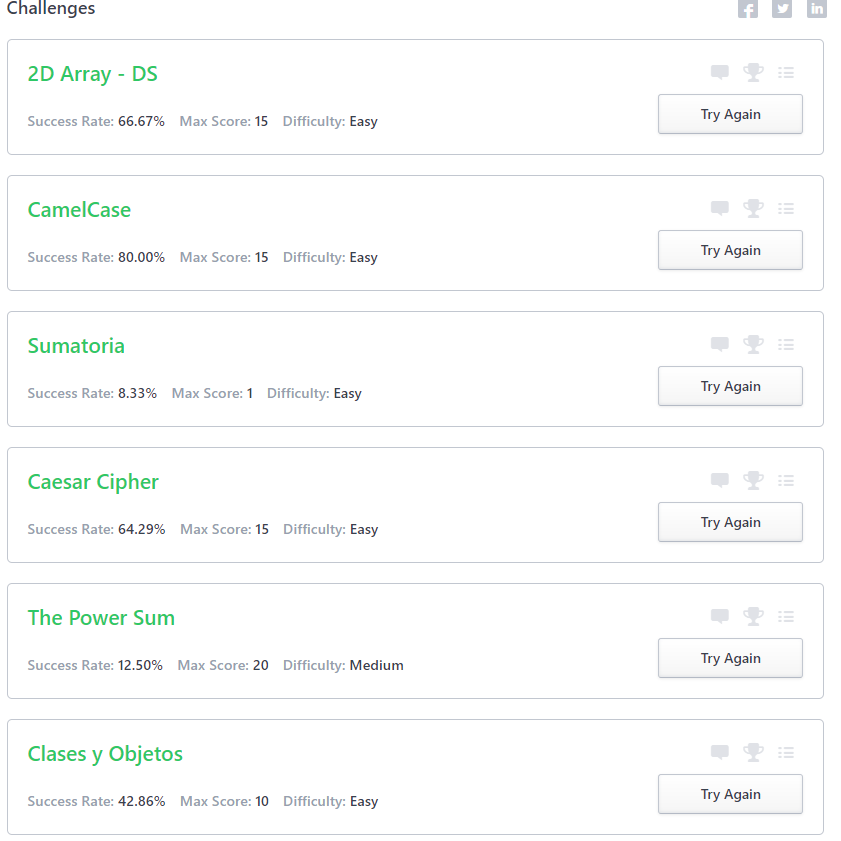 Challenges
2D Array - DS
Success Rate: 66.67% Max Score: 15 Difficulty: Easy
Try Again
CamelCase
Success Rate: 80.00% Max Score: 15 Difficulty: Easy
Try Again
Sumatoria
Success Rate: 8.33% Max Score: 1 Difficulty: Easy
Try Again
Caesar Cipher
Success Rate: 64.29% Max Score: 15 Difficulty: Easy
Try Again
The Power Sum
Success Rate: 12.50% Max Score: 20 Difficulty: Medium
Try Again
Clases y Objetos
Success Rate: 42.86% Max Score: 10 Difficulty: Easy
Try Again